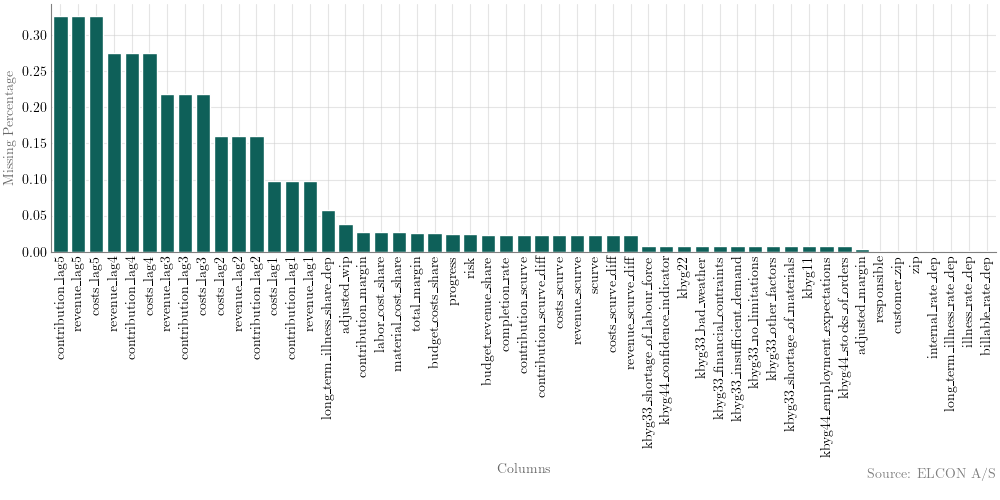 Missing Percentage
0.30
0.25
0.20
0.15
0.10
0.05
0.00
contribution_lag5
revenue_lag5
costs_lag5
revenue_lag4
contribution_lag4
costs_lag4
revenue_lag3
contribution_lag3
costs_lag3
costs_lag2
revenue_lag2
contribution_lag2
costs_lag1
contribution_lag1
revenue_lag1
long_term_illness_share_dep
adjusted_wip
contribution_margin
labor_cost_share
material_cost_share
total_margin
budget_costs_share
progress
risk
budget_revenue_share
completion_rate
contribution_scurve
contribution_scurve_diff
costs_scurve
revenue_scurve
scurve
costs_scurve_diff
revenue_scurve_diff
kbyg33_shortage_of_labour_force
kbyg44_confidence_indicator
kbyg22
kbyg33_bad_weather
kbyg33_financial_contraints
kbyg33_insufficient_demand
kbyg33_no_limitations
kbyg33_other_factors
kbyg33_shortage_of_materials
kbyg11
kbyg44_employment_expectations
kbyg44_stocks_of_orders
adjusted_margin
responsible
customer_zip
zip
internal_rate_dep
long_term_illness_rate_dep
illness_rate_dep
billable_rate_dep
Columns
Source: ELCON A/S